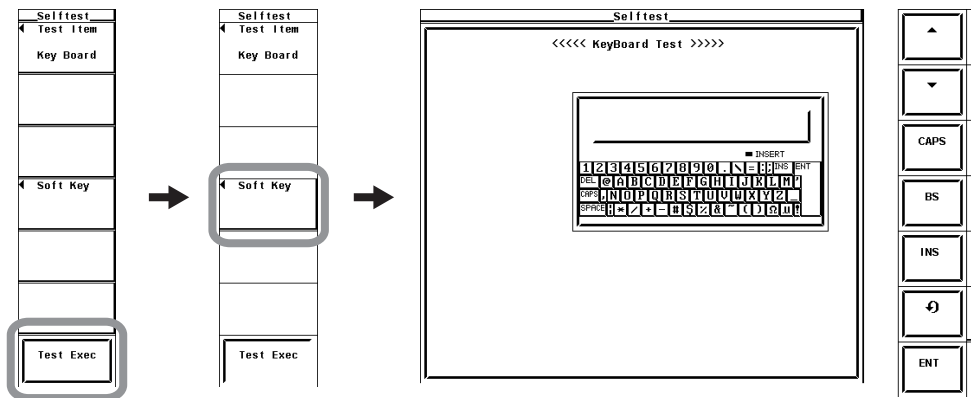 Selftest
Test Item
Key Board
Soft Key
Test Exec
Selftest
Test Item
Key Board
Soft Key
Test Exec
Selftest
<<<<< KeyBoard Test >>>>>
INSERT
1 2 3 4 5 6 7 8 9 0 . \ = : ; INS ENT
DEL @ A B C D E F G H I J K L M '
CAPS , N O P Q R S T U V W X Y Z _
SPACE * / + - # $ % & ~ ( ) Ω µ !
CAPS
BS
INS
ENT